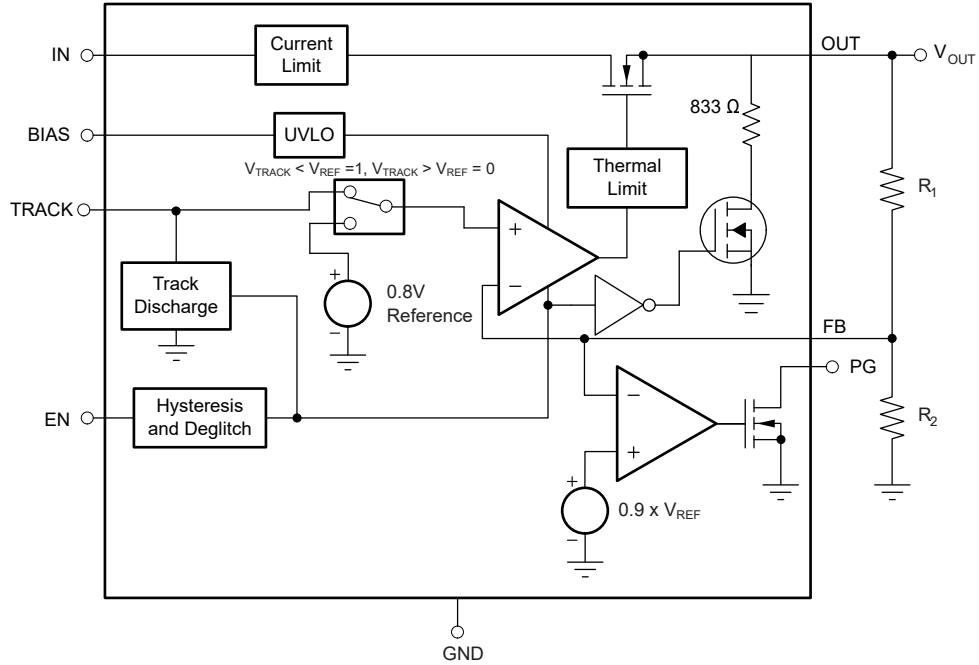 IN
Current
Limit
OUT
V_OUT
833 Ω
BIAS
UVLO
V_TRACK < V_REF =1, V_TRACK > V_REF = 0
Thermal
Limit
TRACK
R_1
+
−
Track
Discharge
+
0.8V
Reference
−
FB
PG
EN
Hysteresis
and Deglitch
−
+
R_2
+
0.9 x V_REF
−
GND